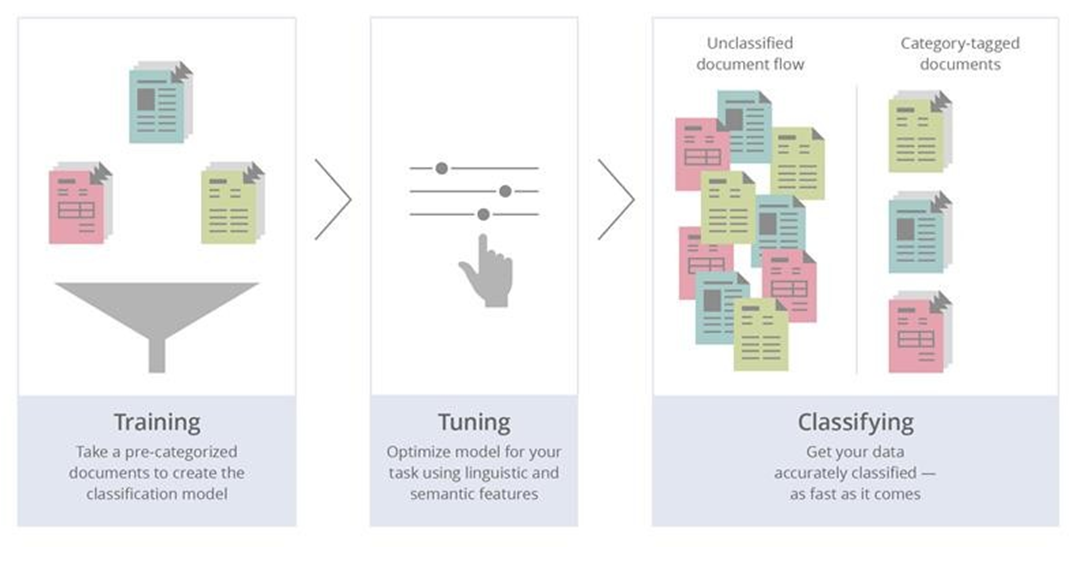 Unclassified
document flow
Category-tagged
documents
Training
Take a pre-categorized
documents to create the
classification model
Tuning
Optimize model for your
task using linguistic and
semantic features
Classifying
Get your data
accurately classified —
as fast as it comes